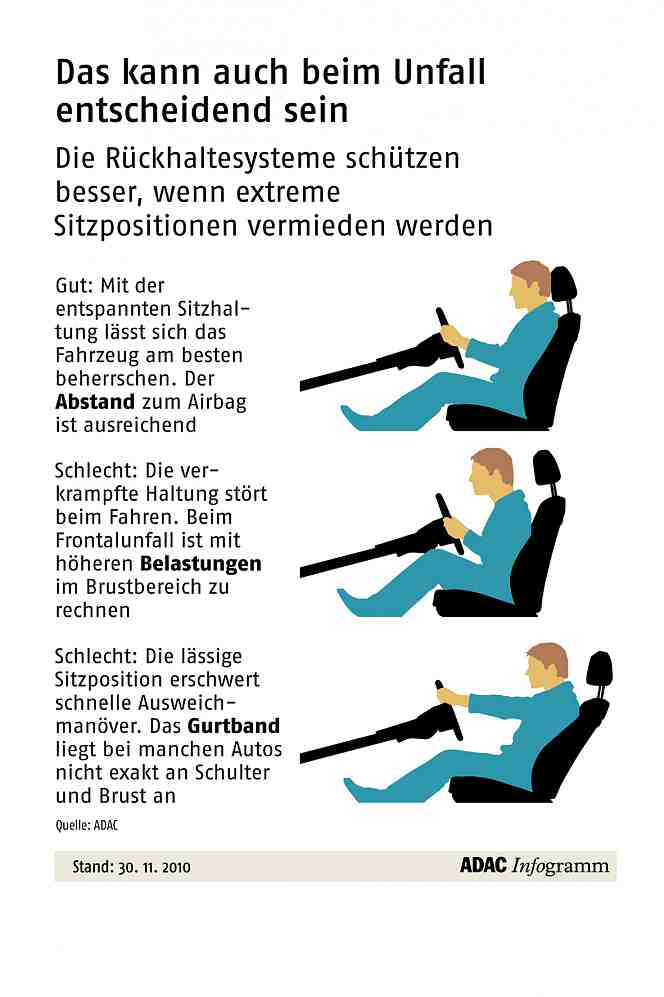 Das kann auch beim Unfall
entscheidend sein
Die Rückhaltesysteme schützen
besser, wenn extreme
Sitzpositionen vermieden werden
Gut: Mit der
entspannten Sitzhal-
tung lässt sich das
Fahrzeug am besten
beherrschen. Der
Abstand zum Airbag
ist ausreichend
Schlecht: Die ver-
krampfte Haltung stört
beim Fahren. Beim
Frontalunfall ist mit
höheren Belastungen
im Brustbereich zu
rechnen
Schlecht: Die lässige
Sitzposition erschwert
schnelle Ausweich-
manöver. Das Gurtband
liegt bei manchen Autos
nicht exakt an Schulter
und Brust an
Quelle: ADAC
Stand: 30. 11. 2010
ADAC Infogramm